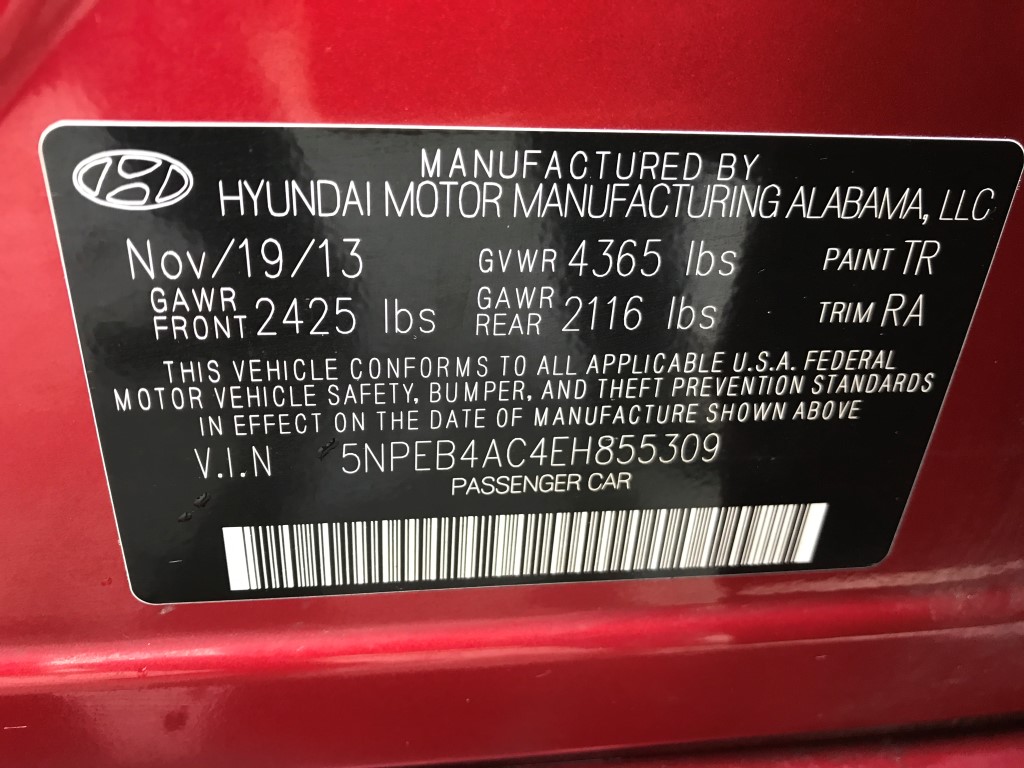 MANUFACTURED BY
HYUNDAI MOTOR MANUFACTURING ALABAMA, LLC
Nov/19/13 GVWR 4365 lbs PAINT TR
GAWR FRONT 2425 lbs GAWR REAR 2116 lbs TRIM RA
THIS VEHICLE CONFORMS TO ALL APPLICABLE U.S.A. FEDERAL
MOTOR VEHICLE SAFETY, BUMPER, AND THEFT PREVENTION STANDARDS
IN EFFECT ON THE DATE OF MANUFACTURE SHOWN ABOVE
V.I.N 5NPEB4AC4EH855309
PASSENGER CAR